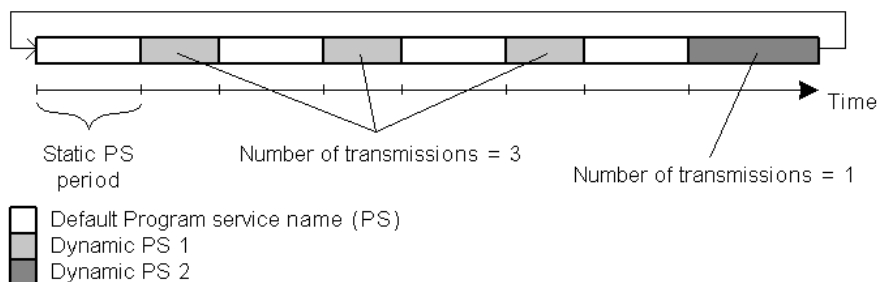 Time
Static PS
period
Number of transmissions = 3
Number of transmissions = 1
Default Program service name (PS)
Dynamic PS 1
Dynamic PS 2